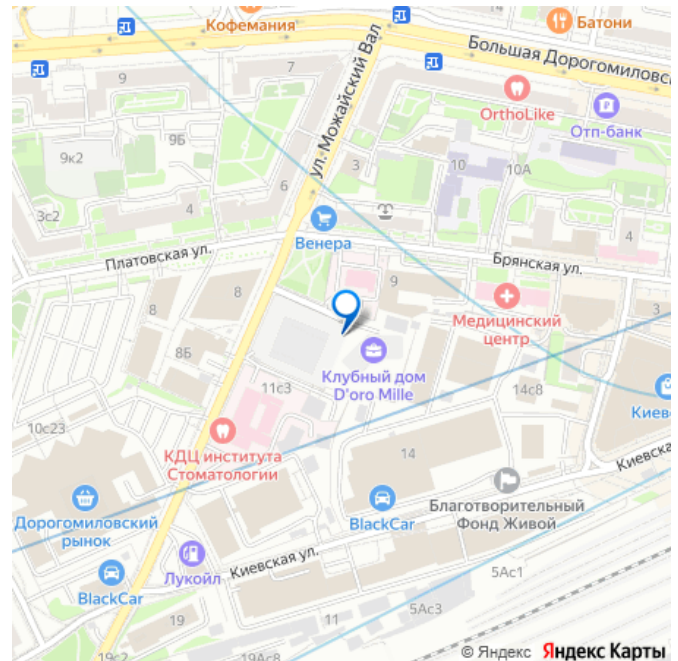 Кофемания
Батони
Большая Дорогомиловск
9
7
ул. Можайский Вал
OrthoLike
Отп-банк
9Б
9к2
3
10
10А
6
4
3с2
Венера
4
Платовская ул.
Брянская ул.
9
8
8
3
Медицинский
центр
8Б
Клубный дом
D'oro Mille
11с3
14с8
Киев
10с23
КДЦ института
Стоматологии
14
Киевска
Дорогомиловский
рынок
BlackCar
Благотворительный
Фонд Живой
Лукойл
Киевская ул.
BlackCar
5Ас1
19
11
5Ас3
19с2
19Ас8
© Яндекс Яндекс Карты